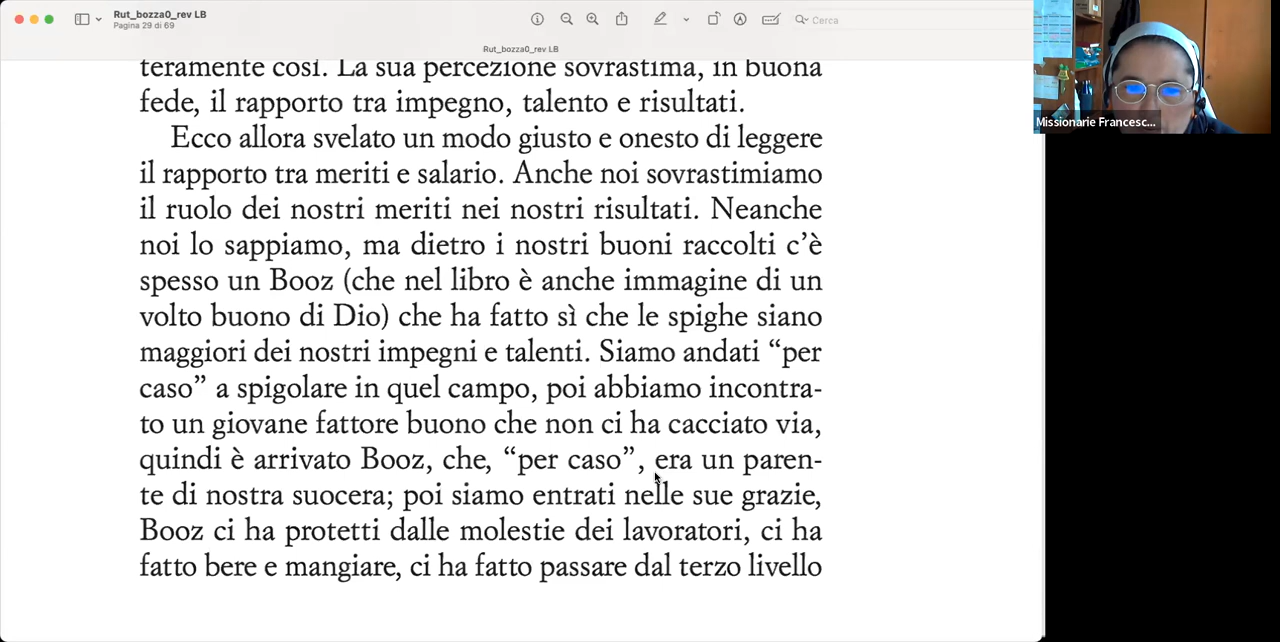 Rut_bozza0_rev LB
Pagina 29 di 69
Cerca
Rut_bozza0_rev LB
teramente così. La sua percezione sovrastima, in buona
fede, il rapporto tra impegno, talento e risultati.
Ecco allora svelato un modo giusto e onesto di leggere
il rapporto tra meriti e salario. Anche noi sovrastimiamo
il ruolo dei nostri meriti nei nostri risultati. Neanche
noi lo sappiamo, ma dietro i nostri buoni raccolti c’è
spesso un Booz (che nel libro è anche immagine di un
volto buono di Dio) che ha fatto sì che le spighe siano
maggiori dei nostri impegni e talenti. Siamo andati “per
caso” a spigolare in quel campo, poi abbiamo incontra-
to un giovane fattore buono che non ci ha cacciato via,
quindi è arrivato Booz, che, “per caso”, era un paren-
te di nostra suocera; poi siamo entrati nelle sue grazie,
Booz ci ha protetti dalle molestie dei lavoratori, ci ha
fatto bere e mangiare, ci ha fatto passare dal terzo livello
Missionarie Francesc...